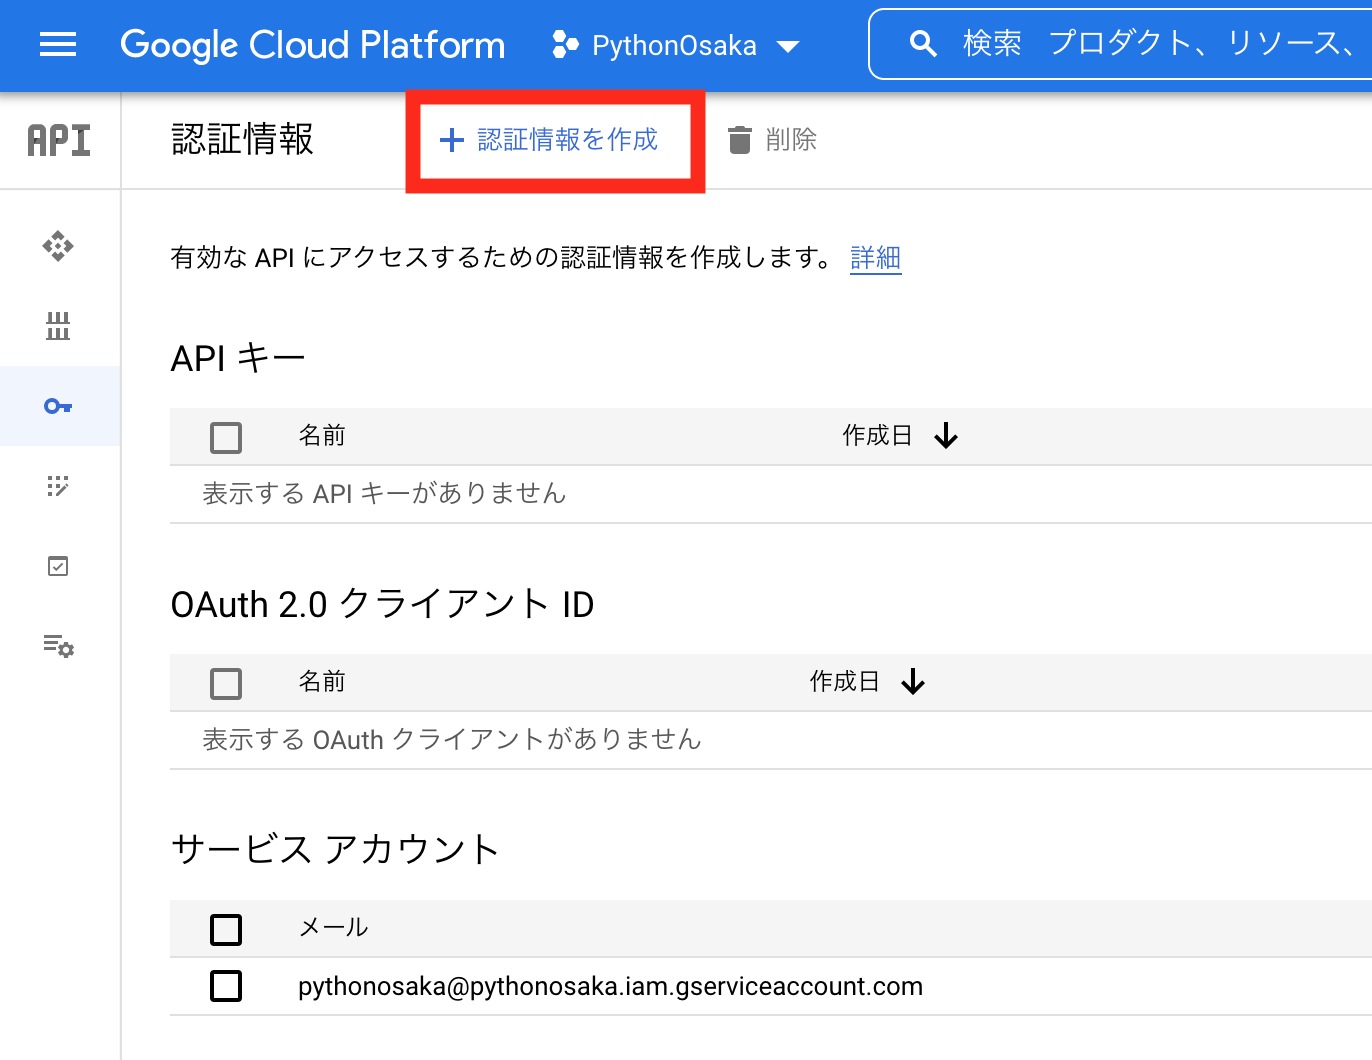 Google Cloud Platform PythonOsaka 検索 プロダクト、リソース、
API 認証情報 + 認証情報を作成 削除
有効な API にアクセスするための認証情報を作成します。 詳細
API キー
名前 作成日
表示する API キーがありません
OAuth 2.0 クライアント ID
名前 作成日
表示する OAuth クライアントがありません
サービス アカウント
メール
pythonosaka@pythonosaka.iam.gserviceaccount.com